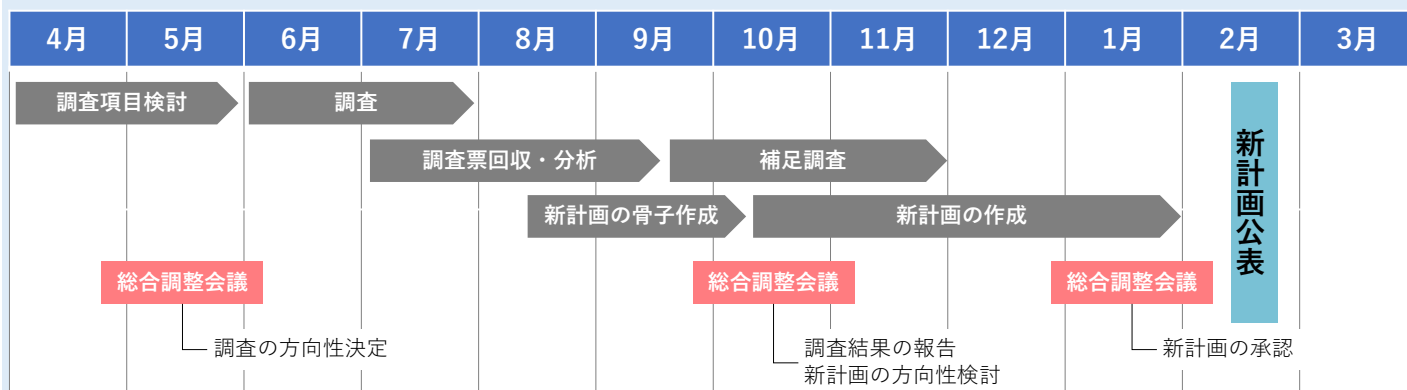 4月 5月 6月 7月 8月 9月 10月 11月 12月 1月 2月 3月
調査項目検討
調査
調査票回収・分析
補足調査
新計画の骨子作成
新計画の作成
新計画公表
総合調整会議
調査の方向性決定
総合調整会議
調査結果の報告
新計画の方向性検討
総合調整会議
新計画の承認